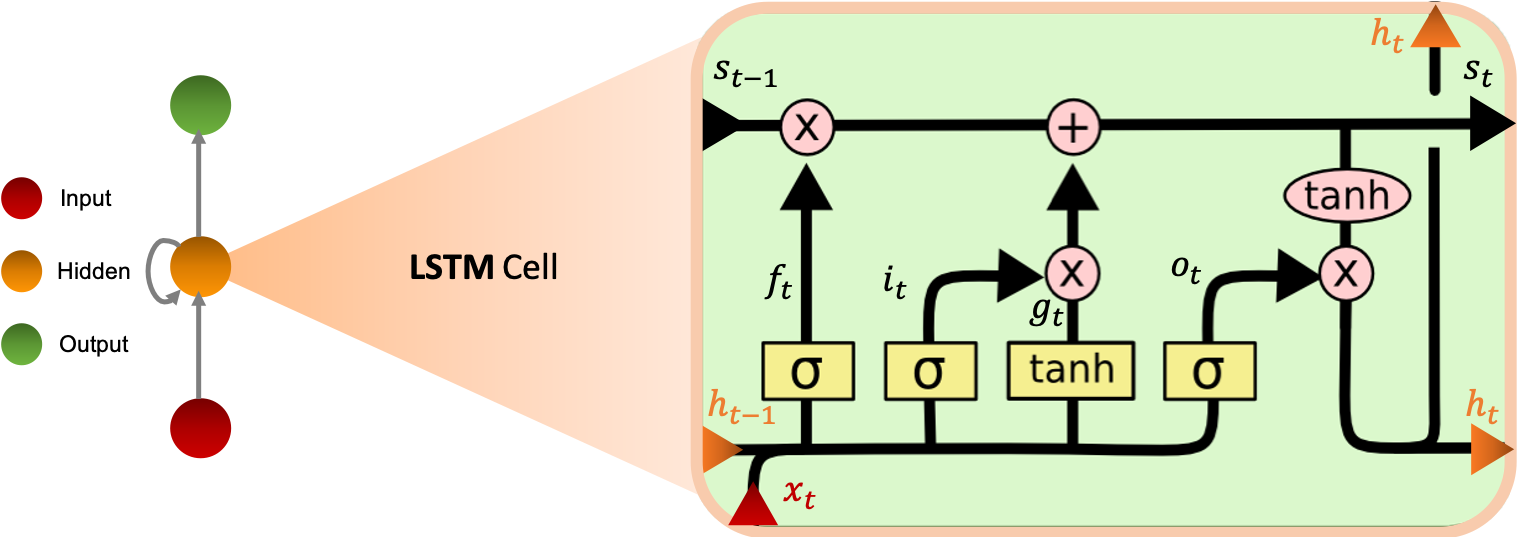 Input
Hidden
Output
LSTM Cell
s_{t-1}
h_t
s_t
x
+
tanh
f_t
i_t
x
g_t
o_t
x
σ
σ
tanh
σ
h_{t-1}
h_t
x_t